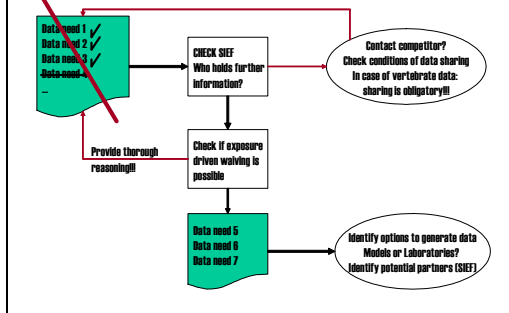 Data need 1 ✓
Data need 2 ✓
Data need 3 ✓
Data need 4
...
CHECK SIEF
Who holds further
information?
Contact competitor?
Check conditions of data sharing
In case of vertebrate data:
sharing is obligatory!!!
Provide thorough
reasoning!!!
Check if exposure
driven waiving is
possible
Data need 5
Data need 6
Data need 7
Identify options to generate data
Models or Laboratories?
Identify potential partners (SIEF)